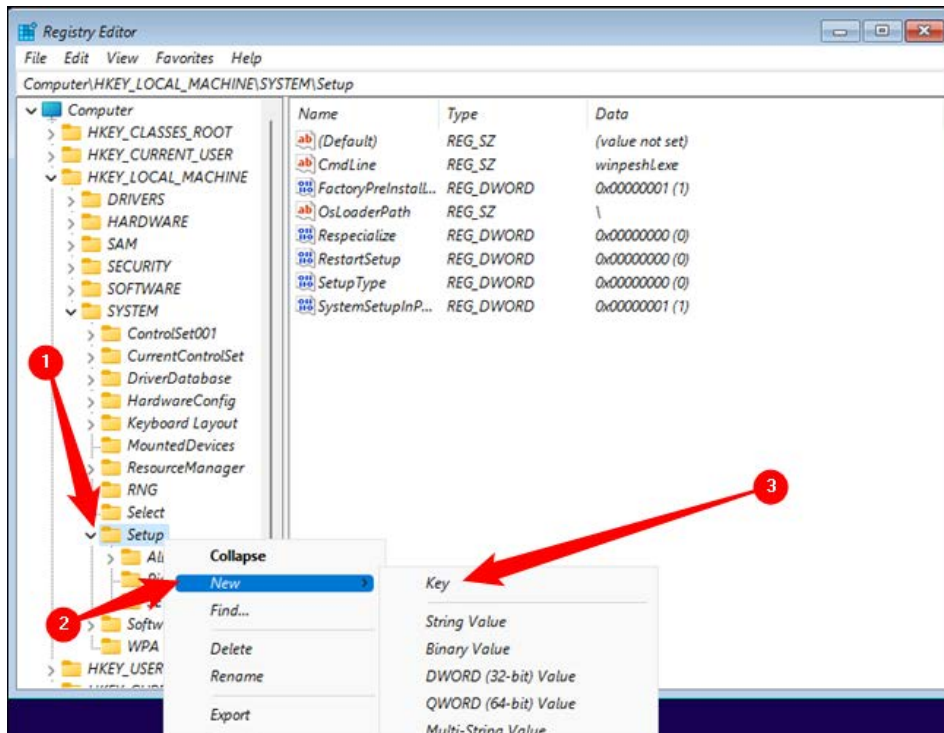 Registry Editor
File Edit View Favorites Help
Computer\HKEY_LOCAL_MACHINE\SYSTEM\Setup
Computer
HKEY_CLASSES_ROOT
HKEY_CURRENT_USER
HKEY_LOCAL_MACHINE
DRIVERS
HARDWARE
SAM
SECURITY
SOFTWARE
SYSTEM
ControlSet001
CurrentControlSet
DriverDatabase
HardwareConfig
Keyboard Layout
MountedDevices
ResourceManager
RNG
Select
Setup
Softw
WPA
HKEY_USER
Name Type Data
(Default) REG_SZ (value not set)
CmdLine REG_SZ winpeshl.exe
FactoryPreInstall... REG_DWORD 0x00000001 (1)
OsLoaderPath REG_SZ \
Respecialize REG_DWORD 0x00000000 (0)
RestartSetup REG_DWORD 0x00000000 (0)
SetupType REG_DWORD 0x00000000 (0)
SystemSetupInP... REG_DWORD 0x00000001 (1)
1
2
3
Collapse
New
Find...
Delete
Rename
Export
Key
String Value
Binary Value
DWORD (32-bit) Value
QWORD (64-bit) Value
Multi-String Value